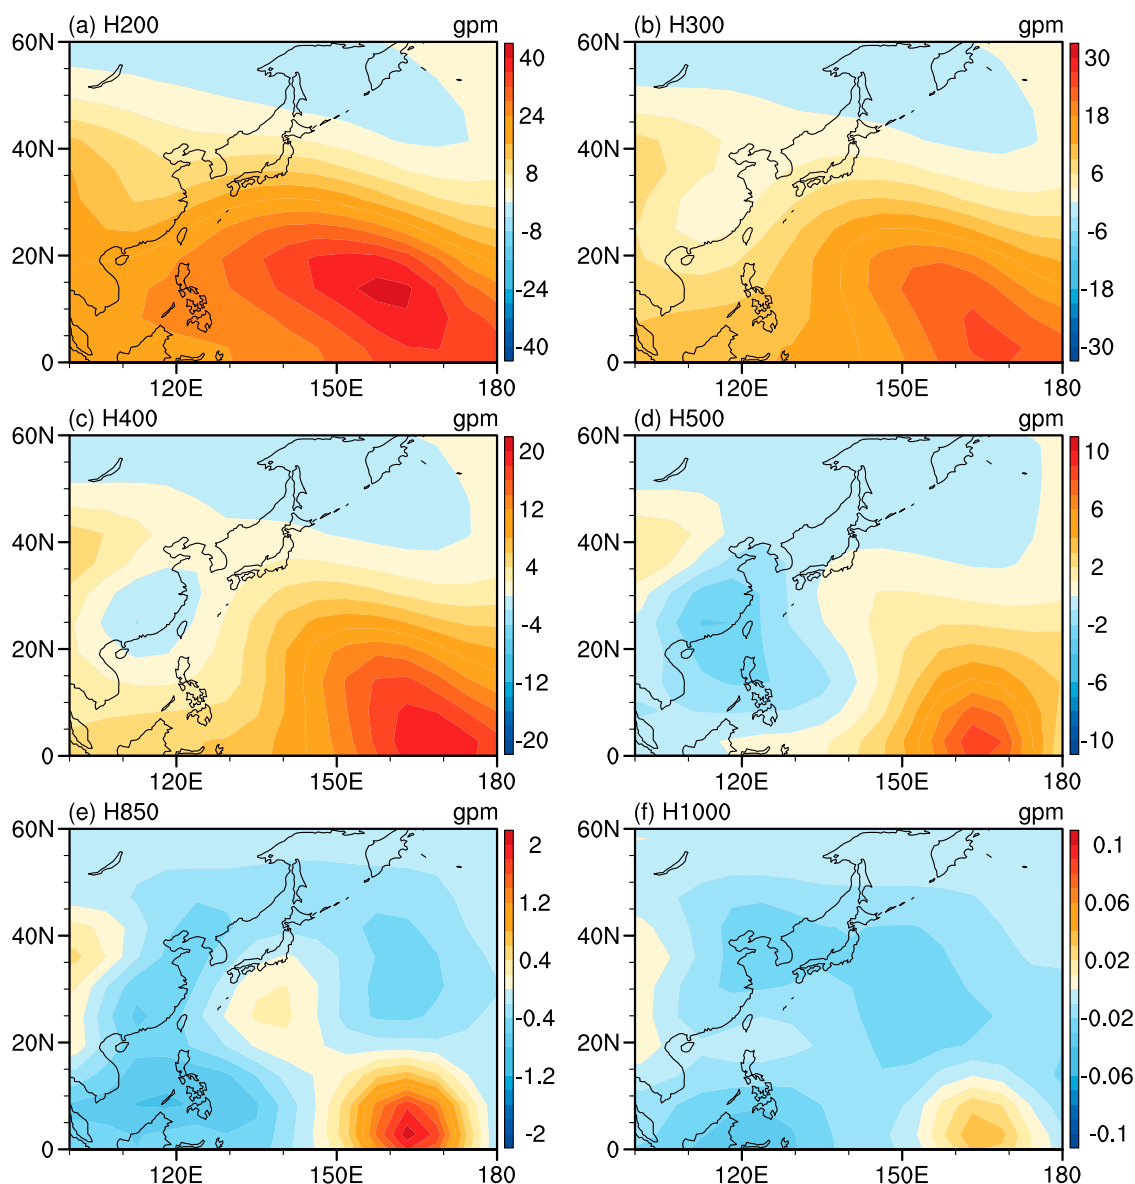 (a) H200 gpm (b) H300 gpm
60N 40 60N 30
24 18
40N 40N
8 6
-8 -6
20N 20N
-24 -18
0 -40 0 -30
120E 150E 180 120E 150E 180
(c) H400 gpm (d) H500 gpm
60N 20 60N 10
12 6
40N 40N
4 2
-4 -2
20N 20N
-12 -6
0 -20 0 -10
120E 150E 180 120E 150E 180
(e) H850 gpm (f) H1000 gpm
60N 2 60N 0.1
1.2 0.06
40N 40N
0.4 0.02
-0.4 -0.02
20N 20N
-1.2 -0.06
0 -2 0 -0.1
120E 150E 180 120E 150E 180